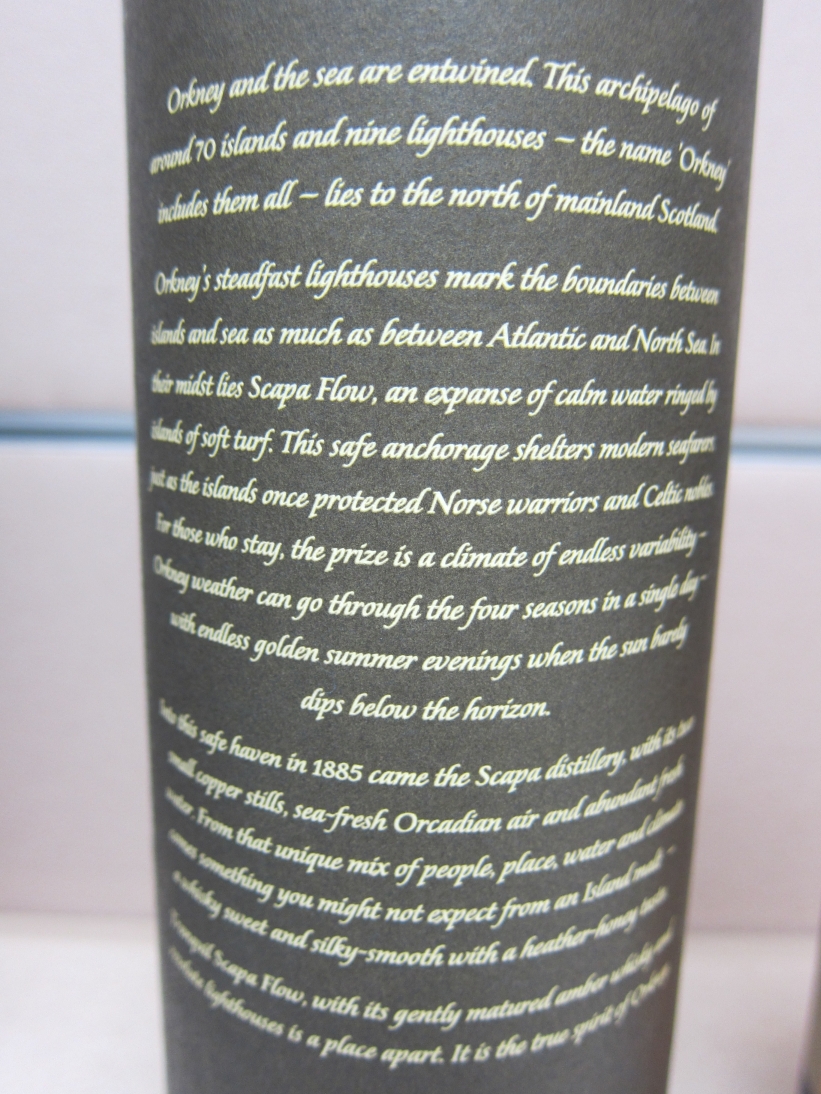 Orkney and the sea are entwined. This archipelago of
around 70 islands and nine lighthouses – the name 'Orkney'
includes them all – lies to the north of mainland Scotland.
Orkney's steadfast lighthouses mark the boundaries between
islands and sea as much as between Atlantic and North Sea. In
their midst lies Scapa Flow, an expanse of calm water ringed by
islands of soft turf. This safe anchorage shelters modern seafarers,
just as the islands once protected Norse warriors and Celtic nobles.
For those who stay, the prize is a climate of endless variability –
Orkney weather can go through the four seasons in a single day –
with endless golden summer evenings when the sun barely
dips below the horizon.
Into this safe haven in 1885 came the Scapa distillery, with its two
small copper stills, sea-fresh Orcadian air and abundant fresh
water. From that unique mix of people, place, water and climate
comes something you might not expect from an Island malt –
a whisky sweet and silky-smooth with a heather-honey taste.
Tranquil Scapa Flow, with its gently matured amber whisky and
lighthouses is a place apart. It is the true spirit of Orkney.